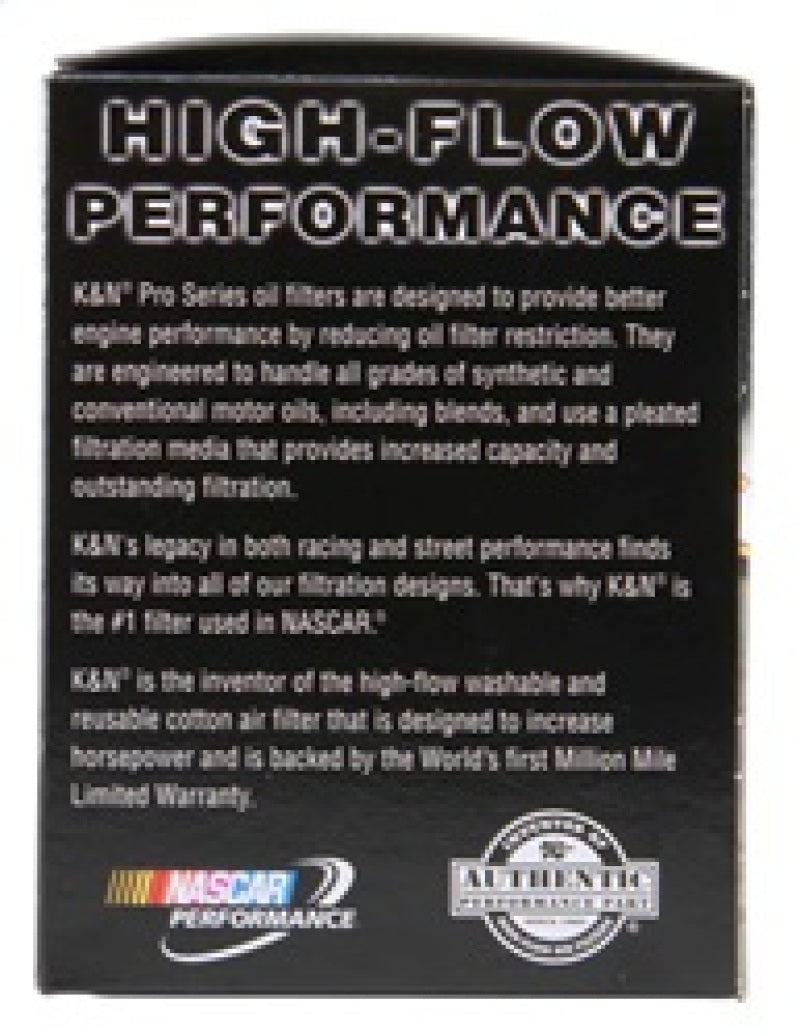 HIGH-FLOW
PERFORMANCE
K&N® Pro Series oil filters are designed to provide better
engine performance by reducing oil filter restriction. They
are engineered to handle all grades of synthetic and
conventional motor oils, including blends, and use a pleated
filtration media that provides increased capacity and
outstanding filtration.
K&N's legacy in both racing and street performance finds
its way into all of our filtration designs. That's why K&N® is
the #1 filter used in NASCAR.®
K&N® is the inventor of the high-flow washable and
reusable cotton air filter that is designed to increase
horsepower and is backed by the World's first Million Mile
Limited Warranty.
NASCAR
PERFORMANCE
AUTHENTIC
PERFORMANCE PART